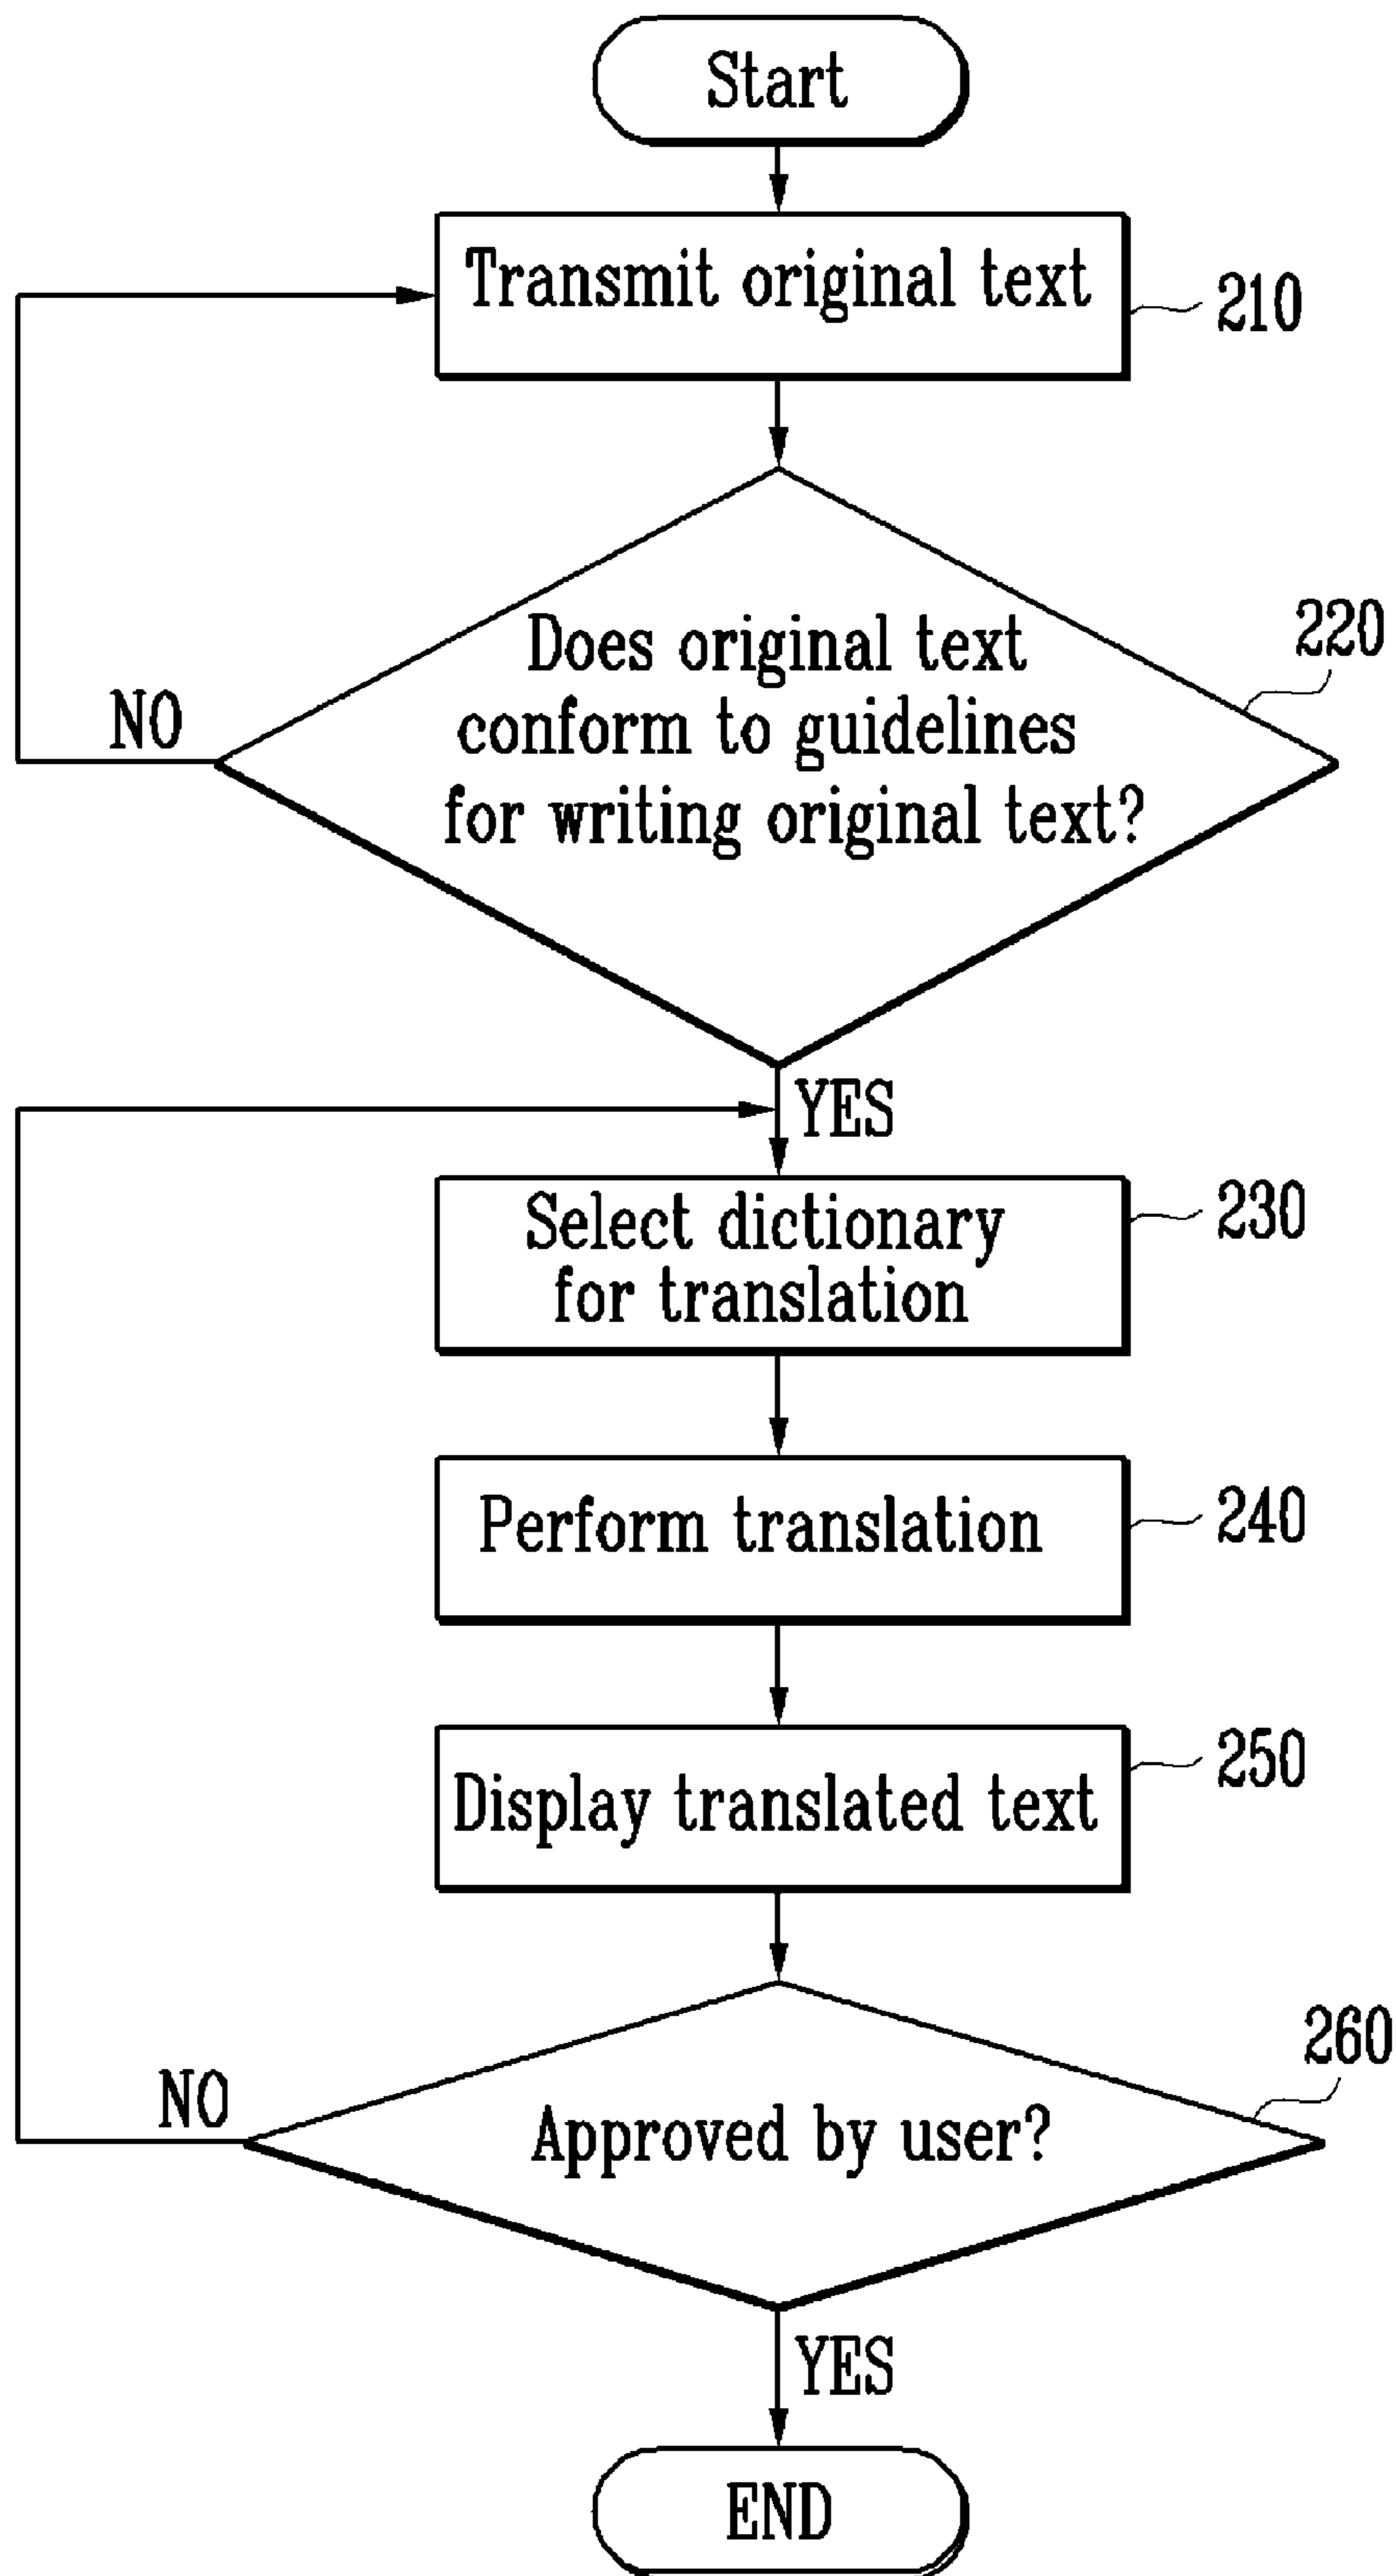 Start
Transmit original text
210
Does original text
conform to guidelines
for writing original text?
220
NO
YES
Select dictionary
for translation
230
Perform translation
240
Display translated text
250
Approved by user?
260
NO
YES
END